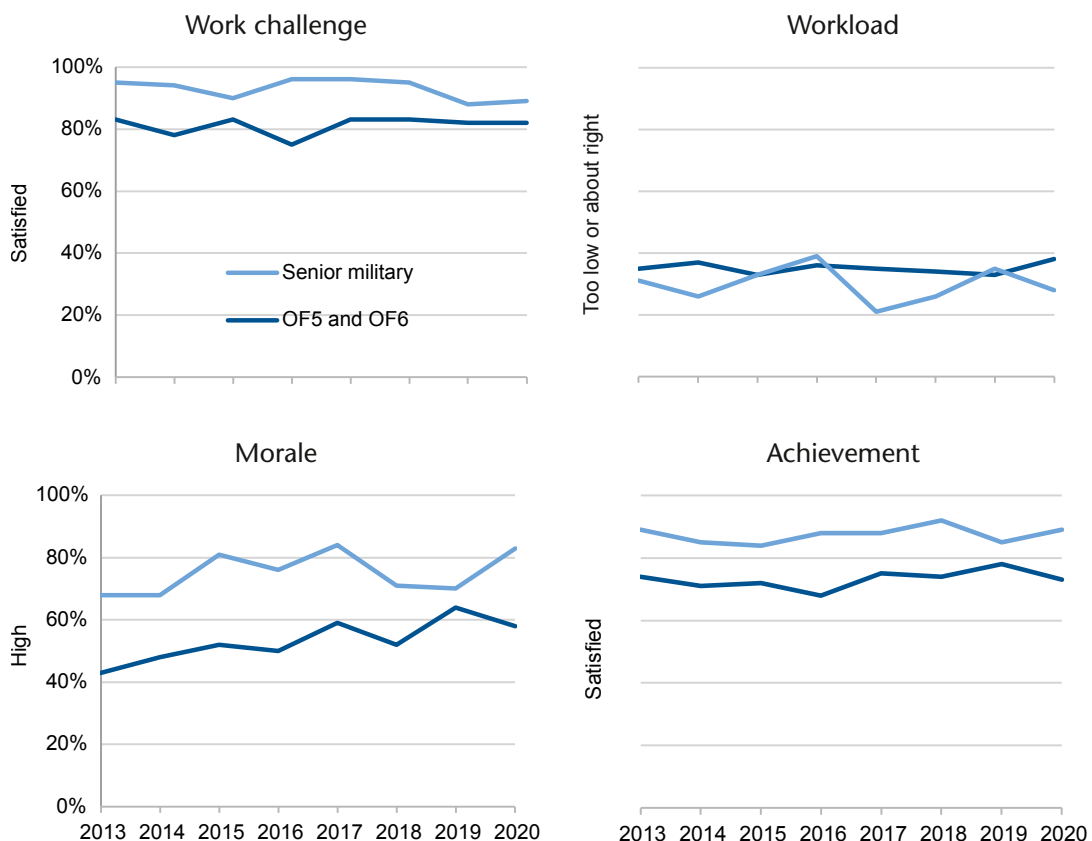 Work challenge
100%
80%
60%
40%
20%
0%
Satisfied
Senior military
OF5 and OF6
Workload
Too low or about right
Morale
100%
80%
60%
40%
20%
0%
High
2013 2014 2015 2016 2017 2018 2019 2020
Achievement
Satisfied
2013 2014 2015 2016 2017 2018 2019 2020